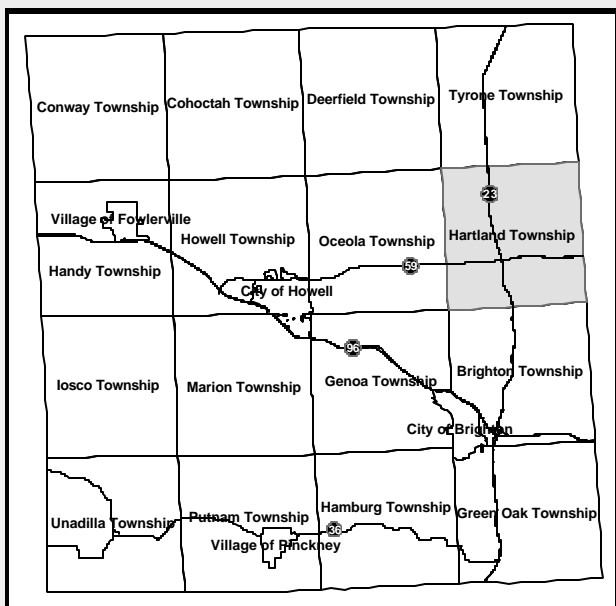 Conway Township
Cohoctah Township
Deerfield Township
Tyrone Township
23
Village of Fowlerville
Howell Township
Oceola Township
Hartland Township
Handy Township
59
City of Howell
96
Iosco Township
Marion Township
Genoa Township
Brighton Township
City of Brighton
Unadilla Township
Putnam Township
Hamburg Township
Green Oak Township
36
Village of Pinckney